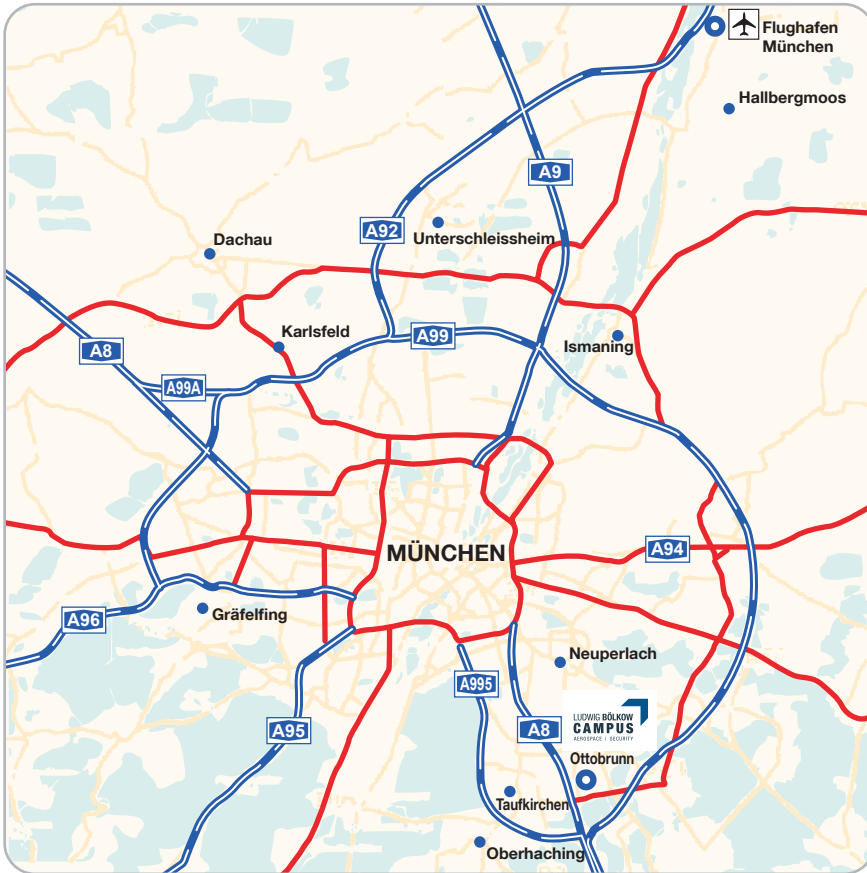 Flughafen
München
Hallbergmoos
A9
A92
Unterschleissheim
Dachau
Karlsfeld
A99
Ismaning
A8
A99A
MÜNCHEN
A94
A96
Gräfelfing
Neuperlach
A995
LUDWIG BÖLKOW
CAMPUS
AEROSPACE | SECURITY
A95
A8
Ottobrunn
Taufkirchen
Oberhaching